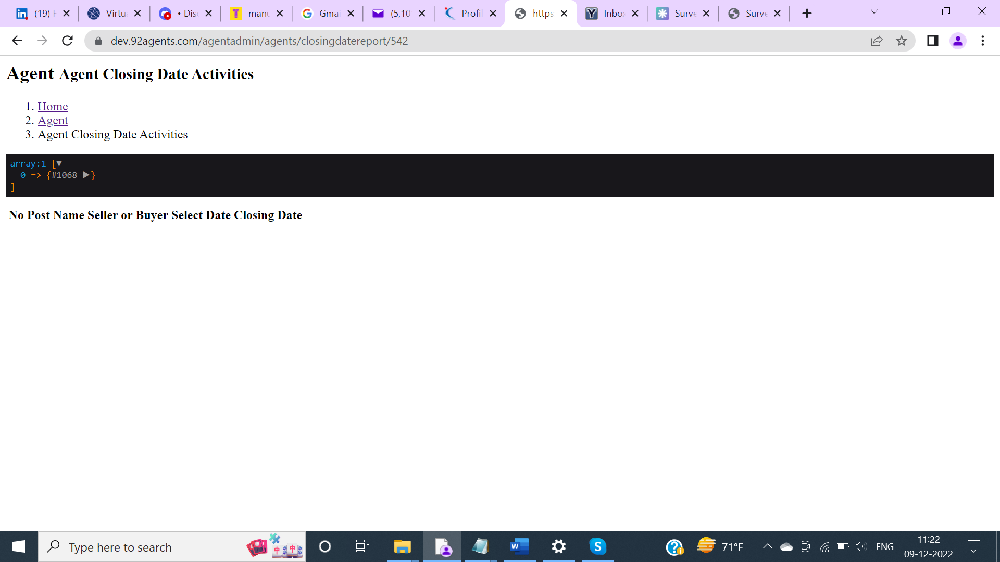 (19) F
Virtu
• Disc
manu
Gmai
(5,10
Profil
https
Inbox
Surve
Surve
dev.92agents.com/agentadmin/agents/closingdatereport/542
Agent Agent Closing Date Activities
1. Home
2. Agent
3. Agent Closing Date Activities
array:1 [▼
0 => {#1068 ▶}
]
No Post Name Seller or Buyer Select Date Closing Date
Type here to search
71°F
ENG
11:22
09-12-2022